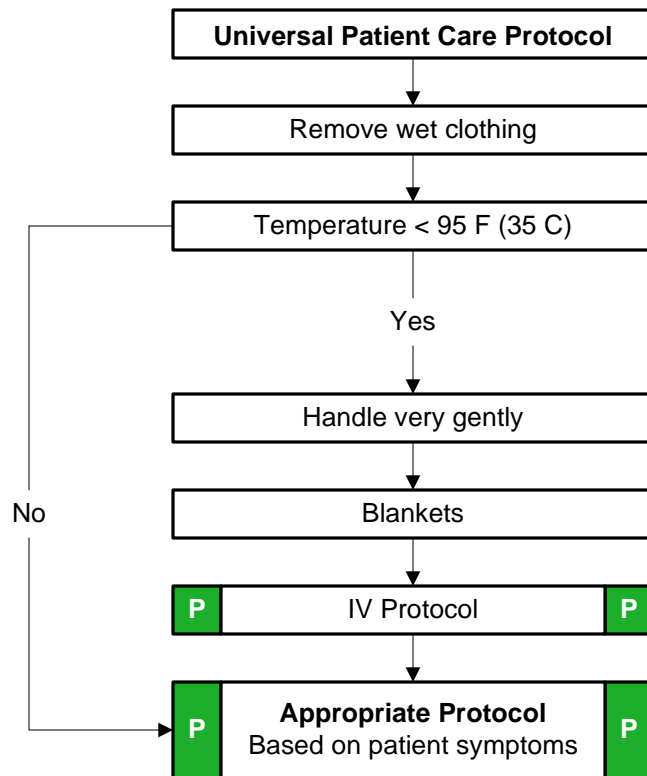 Universal Patient Care Protocol
Remove wet clothing
Temperature < 95 F (35 C)
Yes
Handle very gently
No
Blankets
P IV Protocol P
P Appropriate Protocol P
Based on patient symptoms